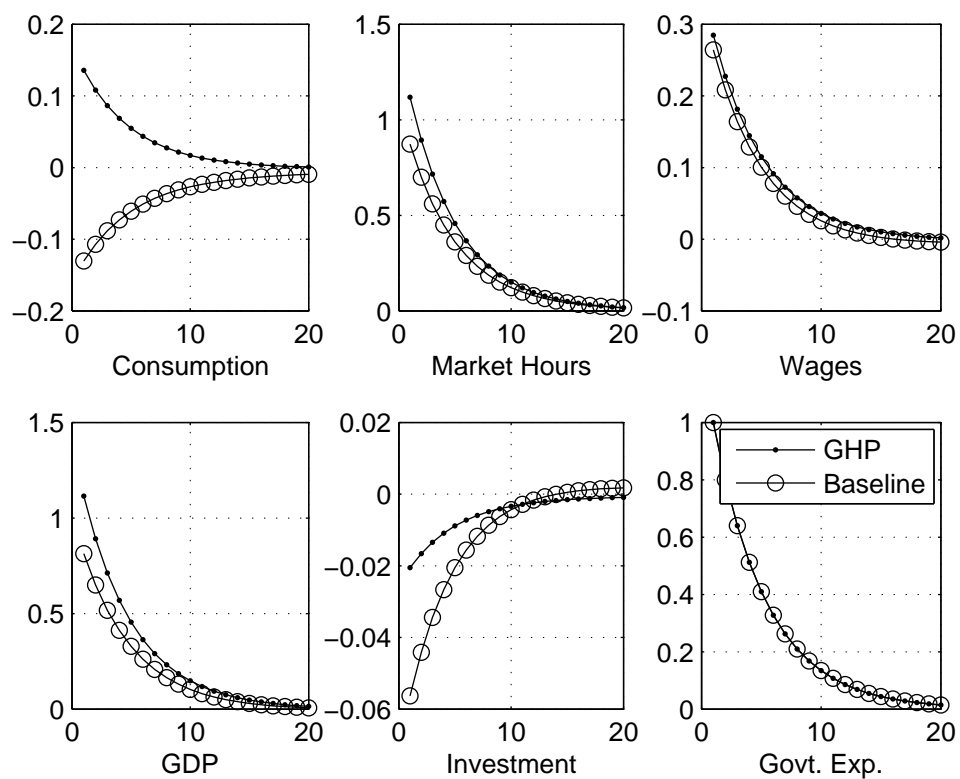 0.2
0.1
0
−0.1
−0.2
0 10 20
Consumption
1.5
1
0.5
0
0 10 20
Market Hours
0.3
0.2
0.1
0
−0.1
0 10 20
Wages
1.5
1
0.5
0
0 10 20
GDP
0.02
0
−0.02
−0.04
−0.06
0 10 20
Investment
1
0.8
0.6
0.4
0.2
0
0 10 20
Govt. Exp.
GHP
Baseline